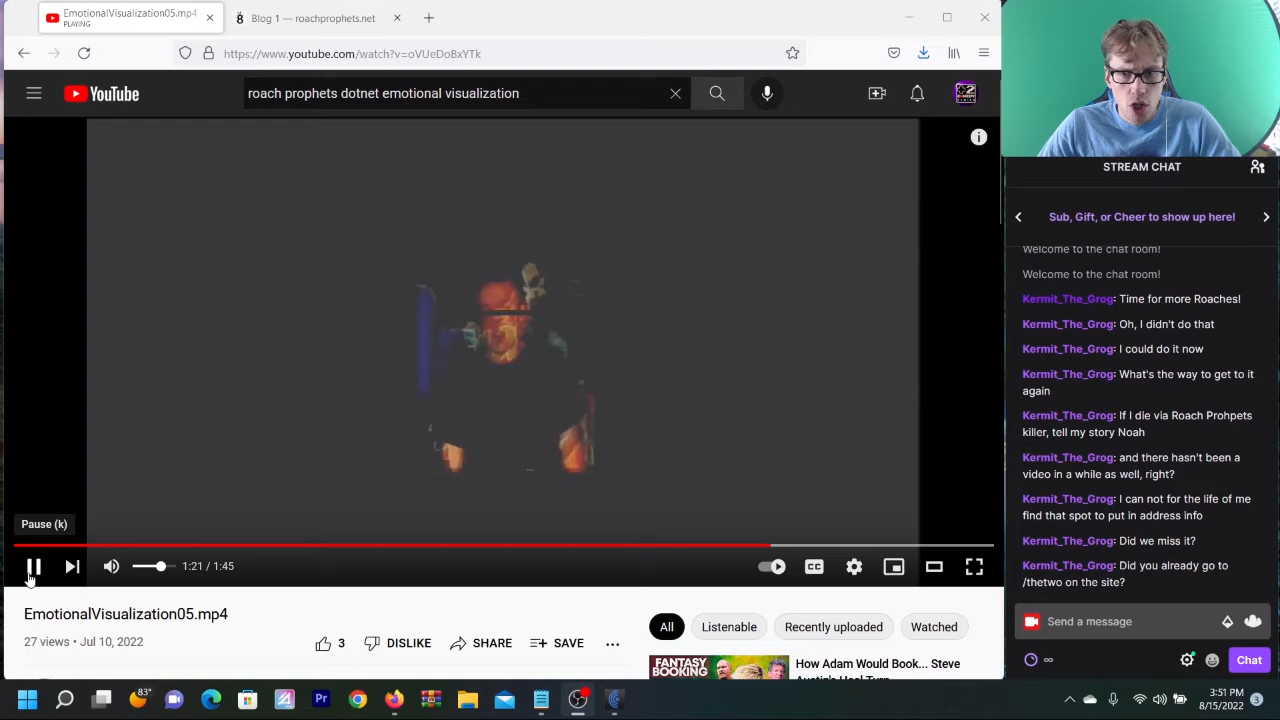 EmotionalVisualization05.mp4
PLAYING
Blog 1 — roachprophets.net
https://www.youtube.com/watch?v=oVUeDoBxYTk
YouTube
roach prophets dotnet emotional visualization
STREAM CHAT
Sub, Gift, or Cheer to show up here!
Welcome to the chat room!
Welcome to the chat room!
Kermit_The_Grog: Time for more Roaches!
Kermit_The_Grog: Oh, I didn't do that
Kermit_The_Grog: I could do it now
Kermit_The_Grog: What's the way to get to it
again
Kermit_The_Grog: If I die via Roach Prohpets
killer, tell my story Noah
Kermit_The_Grog: and there hasn't been a
video in a while as well, right?
Kermit_The_Grog: I can not for the life of me
find that spot to put in address info
Kermit_The_Grog: Did we miss it?
Kermit_The_Grog: Did you already go to
/thetwo on the site?
Send a message
Chat
Pause (k)
1:21 / 1:45
CC
EmotionalVisualization05.mp4
27 views • Jul 10, 2022
3
DISLIKE
SHARE
SAVE
All
Listenable
Recently uploaded
Watched
FANTASY
BOOKING
How Adam Would Book... Steve
Austin's Heel Turn
83°
Pr
3:51 PM
8/15/2022
3